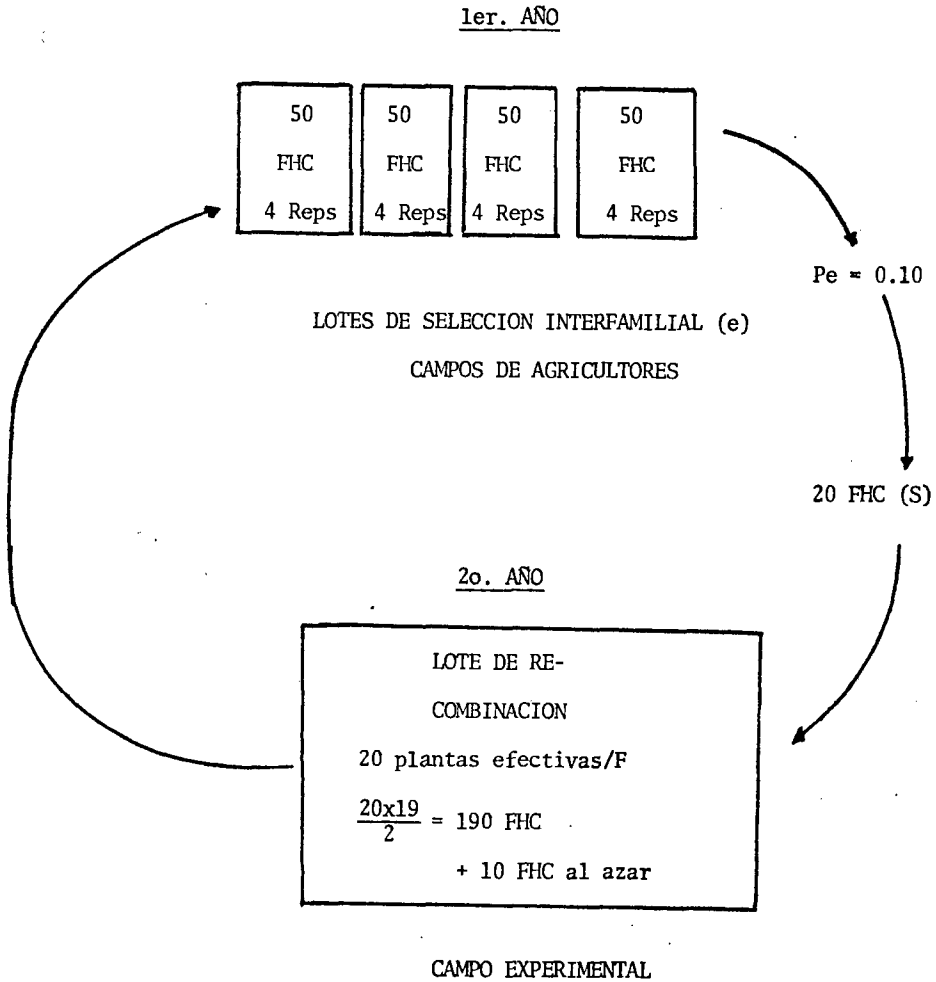 1er. AÑO
50 50 50 50
FHC FHC FHC FHC
4 Reps 4 Reps 4 Reps 4 Reps
Pe = 0.10
LOTES DE SELECCION INTERFAMILIAL (e)
CAMPOS DE AGRICULTORES
20 FHC (S)
2o. AÑO
LOTE DE RE-
COMBINACION
20 plantas efectivas/F
20x19/2 = 190 FHC
+ 10 FHC al azar
CAMPO EXPERIMENTAL